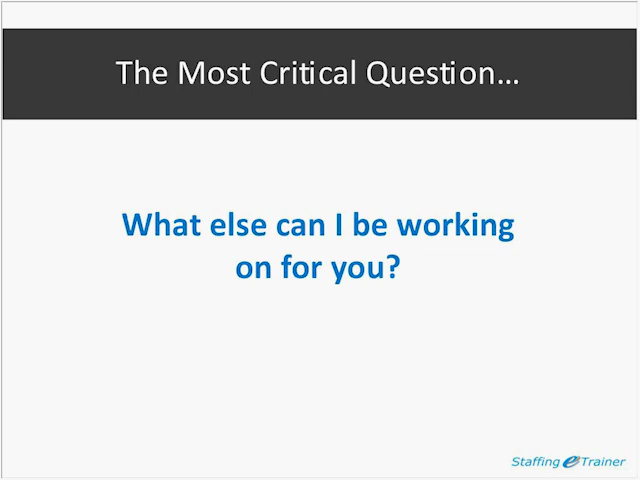 The Most Critical Question…
What else can I be working
on for you?
Staffing eTrainer